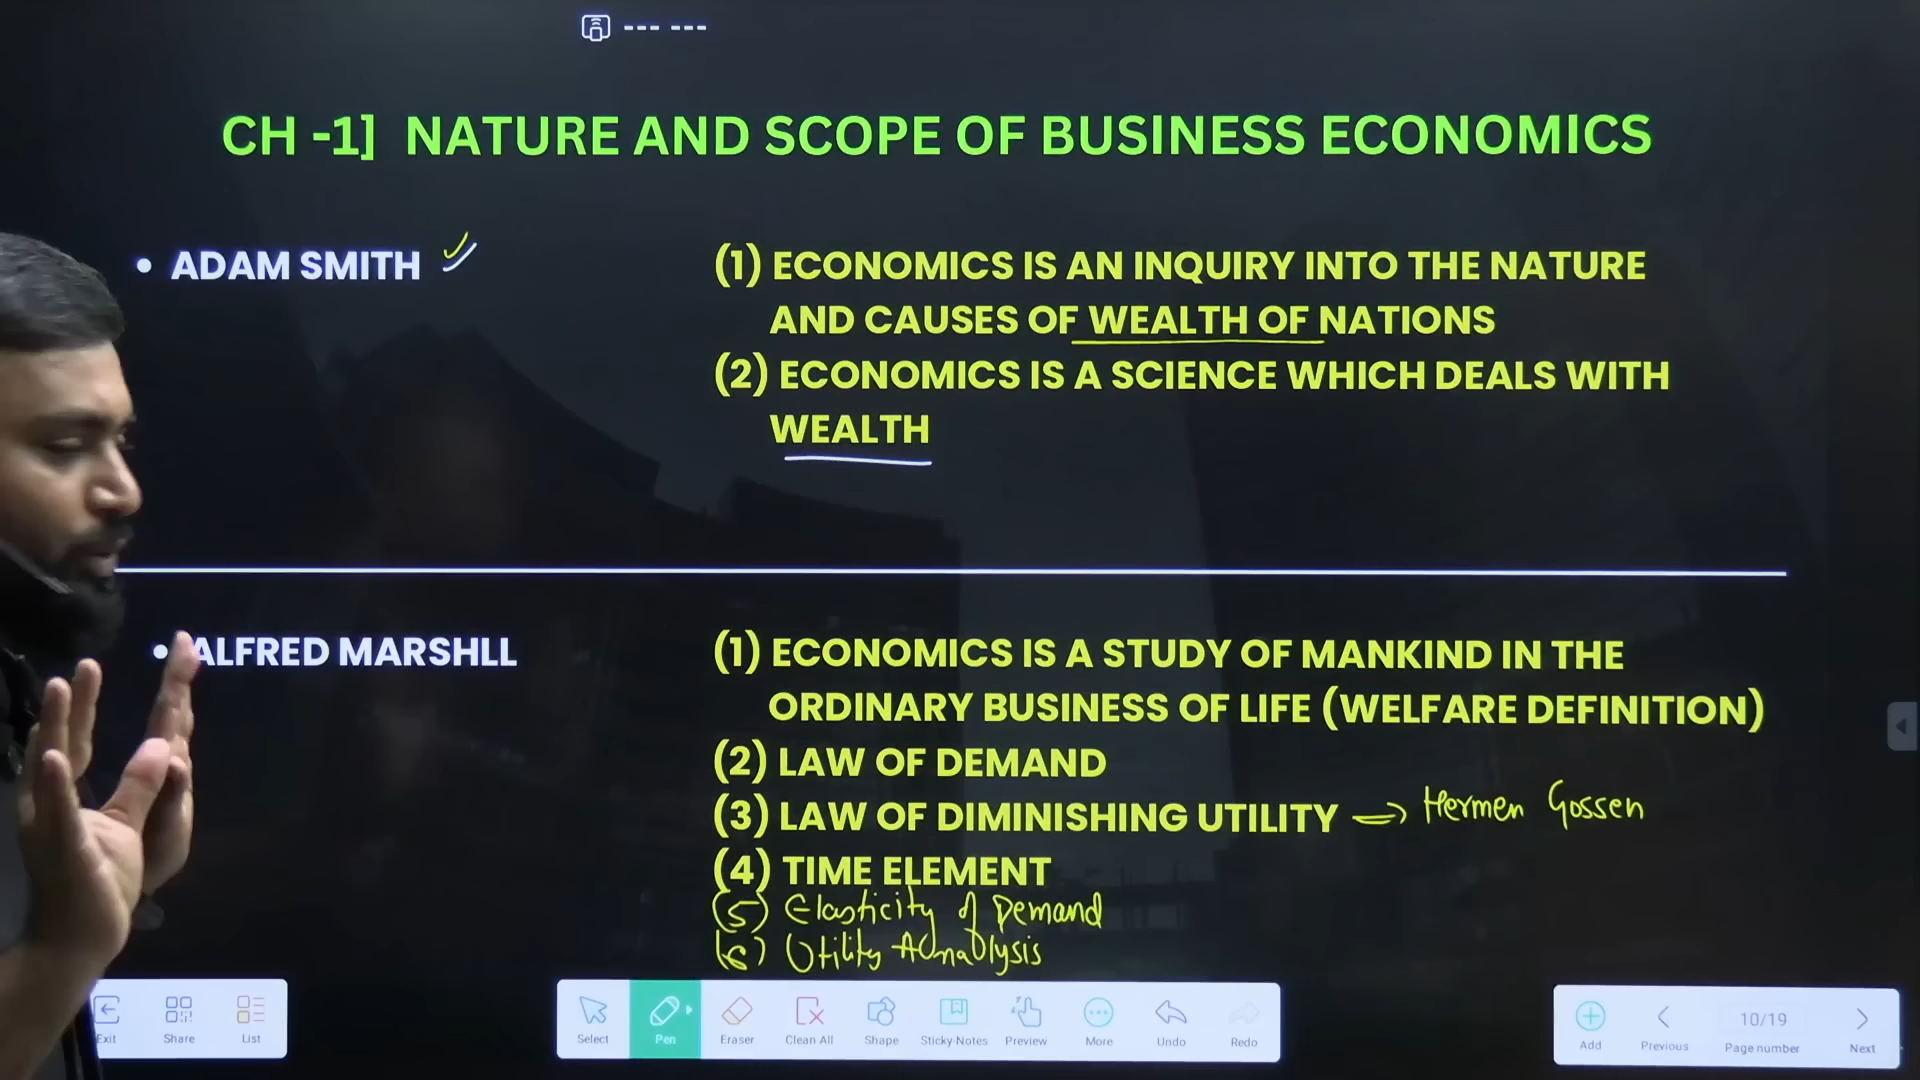 --- ---
CH -1] NATURE AND SCOPE OF BUSINESS ECONOMICS
• ADAM SMITH
(1) ECONOMICS IS AN INQUIRY INTO THE NATURE
AND CAUSES OF WEALTH OF NATIONS
(2) ECONOMICS IS A SCIENCE WHICH DEALS WITH
WEALTH
• ALFRED MARSHLL
(1) ECONOMICS IS A STUDY OF MANKIND IN THE
ORDINARY BUSINESS OF LIFE (WELFARE DEFINITION)
(2) LAW OF DEMAND
(3) LAW OF DIMINISHING UTILITY → Hermen Gossen
(4) TIME ELEMENT
(5) Elasticity of Demand
(6) Utility
Exit Share List
Select Pen Eraser Clean All Shape Sticky Notes Preview More Undo Redo
Add Previous 10/19 Page number Next